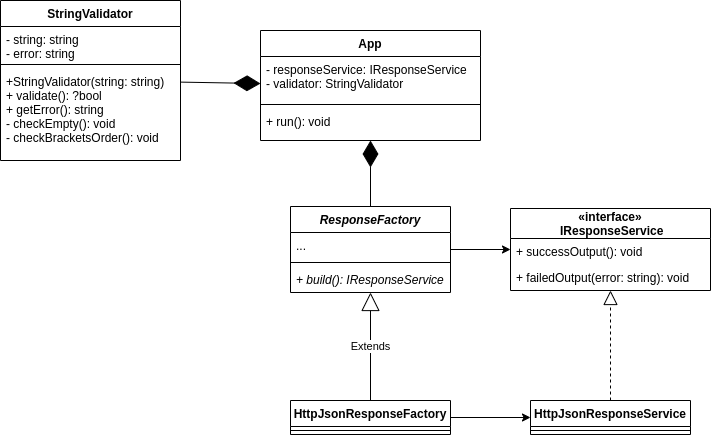 StringValidator
- string: string
- error: string
+StringValidator(string: string)
+ validate(): ?bool
+ getError(): string
- checkEmpty(): void
- checkBracketsOrder(): void
App
- responseService: IResponseService
- validator: StringValidator
+ run(): void
ResponseFactory
...
+ build(): IResponseService
«interface»
IResponseService
+ successOutput(): void
+ failedOutput(error: string): void
Extends
HttpJsonResponseFactory
HttpJsonResponseService